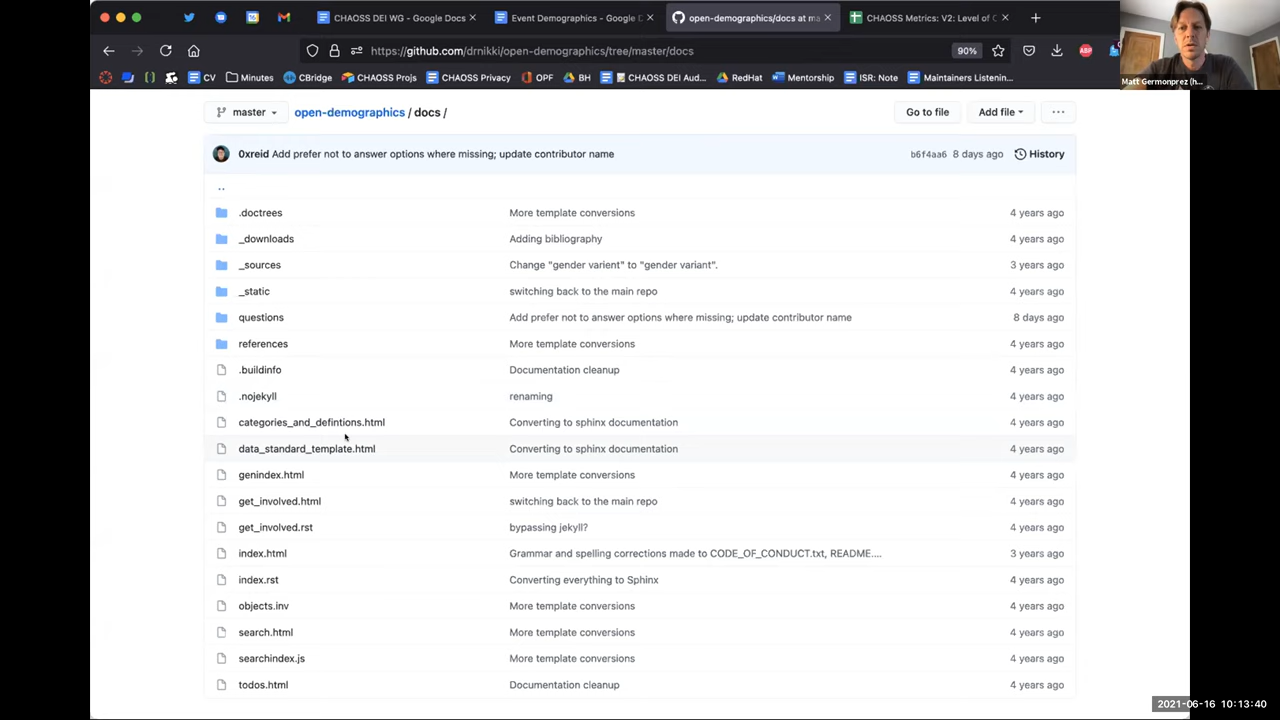 CHAOSS DEI WG - Google Docs
Event Demographics - Google D
open-demographics/docs at ma
CHAOSS Metrics: V2: Level of C
https://github.com/drnikki/open-demographics/tree/master/docs
90%
ABP
CV
Minutes
CBridge
CHAOSS Projs
CHAOSS Privacy
OPF
BH
CHAOSS DEI Aud...
RedHat
Mentorship
ISR: Note
Maintainers Listenin...
Matt Germonprez (h...
master
open-demographics / docs /
Go to file
Add file
0xreid Add prefer not to answer options where missing; update contributor name
b6f4aa6 8 days ago History
..
.doctrees More template conversions 4 years ago
_downloads Adding bibliography 4 years ago
_sources Change "gender varient" to "gender variant". 3 years ago
_static switching back to the main repo 4 years ago
questions Add prefer not to answer options where missing; update contributor name 8 days ago
references More template conversions 4 years ago
.buildinfo Documentation cleanup 4 years ago
.nojekyll renaming 4 years ago
categories_and_defintions.html Converting to sphinx documentation 4 years ago
data_standard_template.html Converting to sphinx documentation 4 years ago
genindex.html More template conversions 4 years ago
get_involved.html switching back to the main repo 4 years ago
get_involved.rst bypassing jekyll? 4 years ago
index.html Grammar and spelling corrections made to CODE_OF_CONDUCT.txt, README.... 3 years ago
index.rst Converting everything to Sphinx 4 years ago
objects.inv More template conversions 4 years ago
search.html More template conversions 4 years ago
searchindex.js More template conversions 4 years ago
todos.html Documentation cleanup 4 years ago
2021-06-16 10:13:40